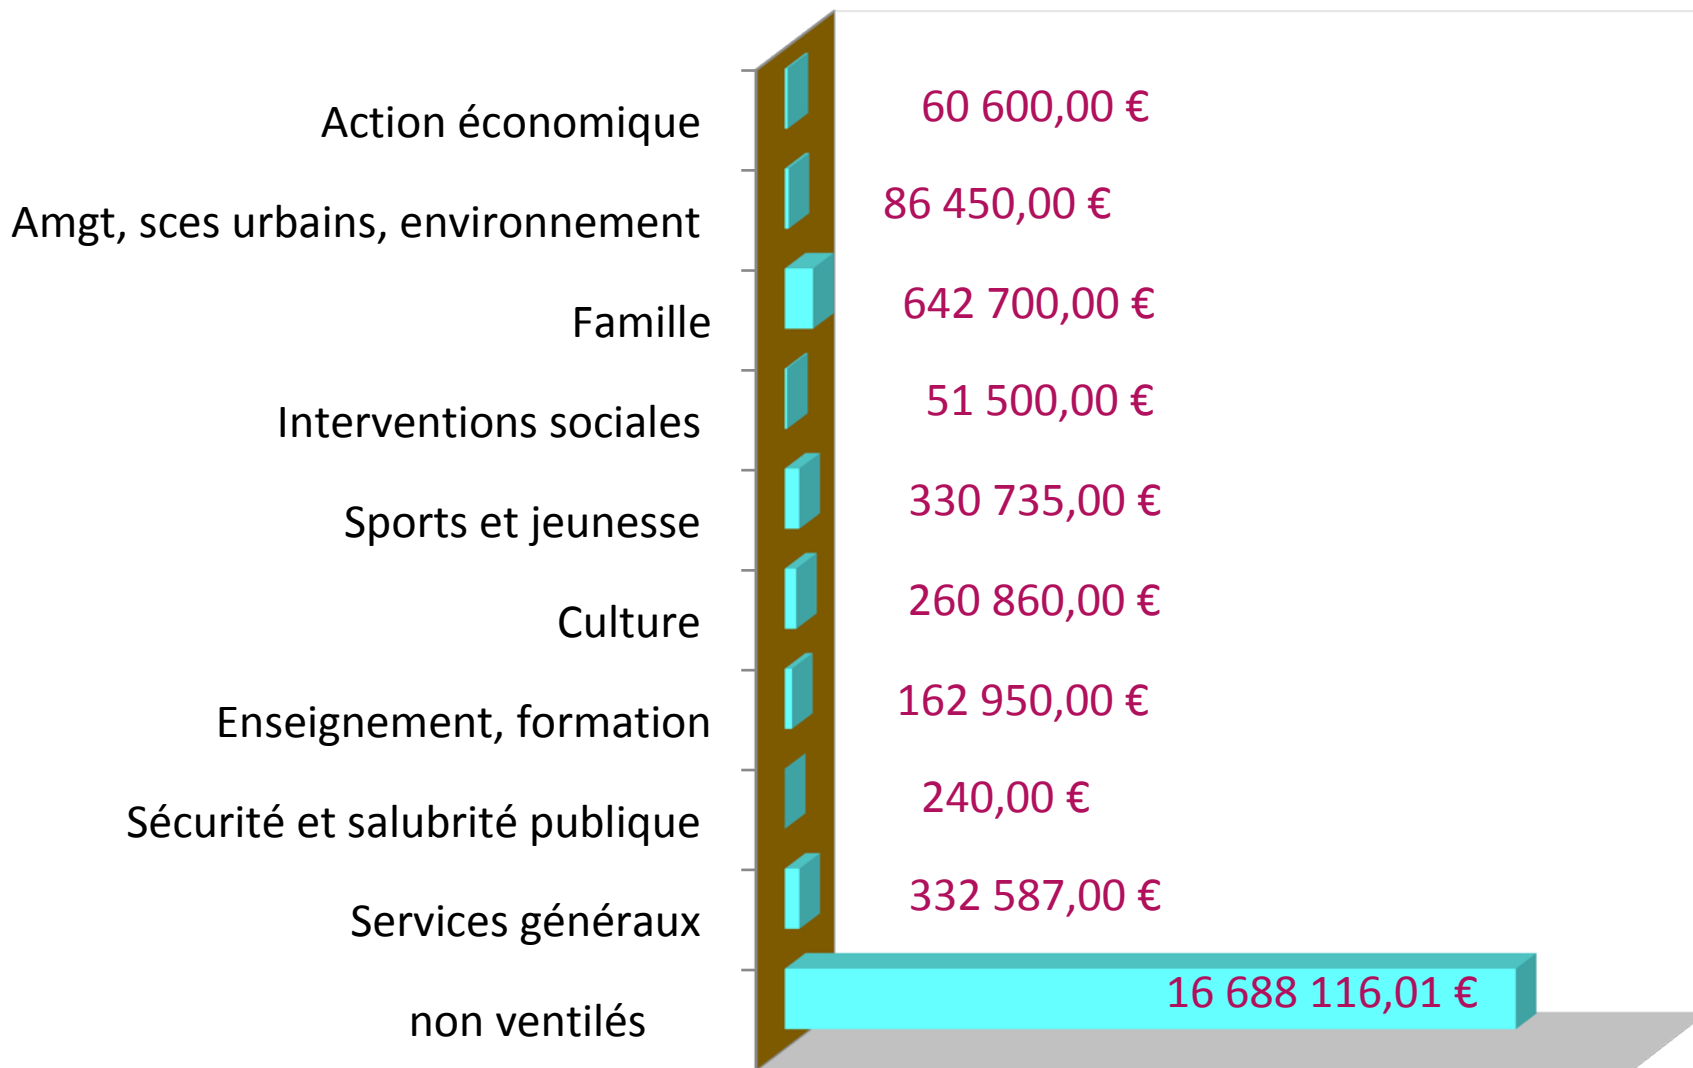 Action économique 60 600,00 €
Amgt, sces urbains, environnement 86 450,00 €
Famille 642 700,00 €
Interventions sociales 51 500,00 €
Sports et jeunesse 330 735,00 €
Culture 260 860,00 €
Enseignement, formation 162 950,00 €
Sécurité et salubrité publique 240,00 €
Services généraux 332 587,00 €
non ventilés 16 688 116,01 €